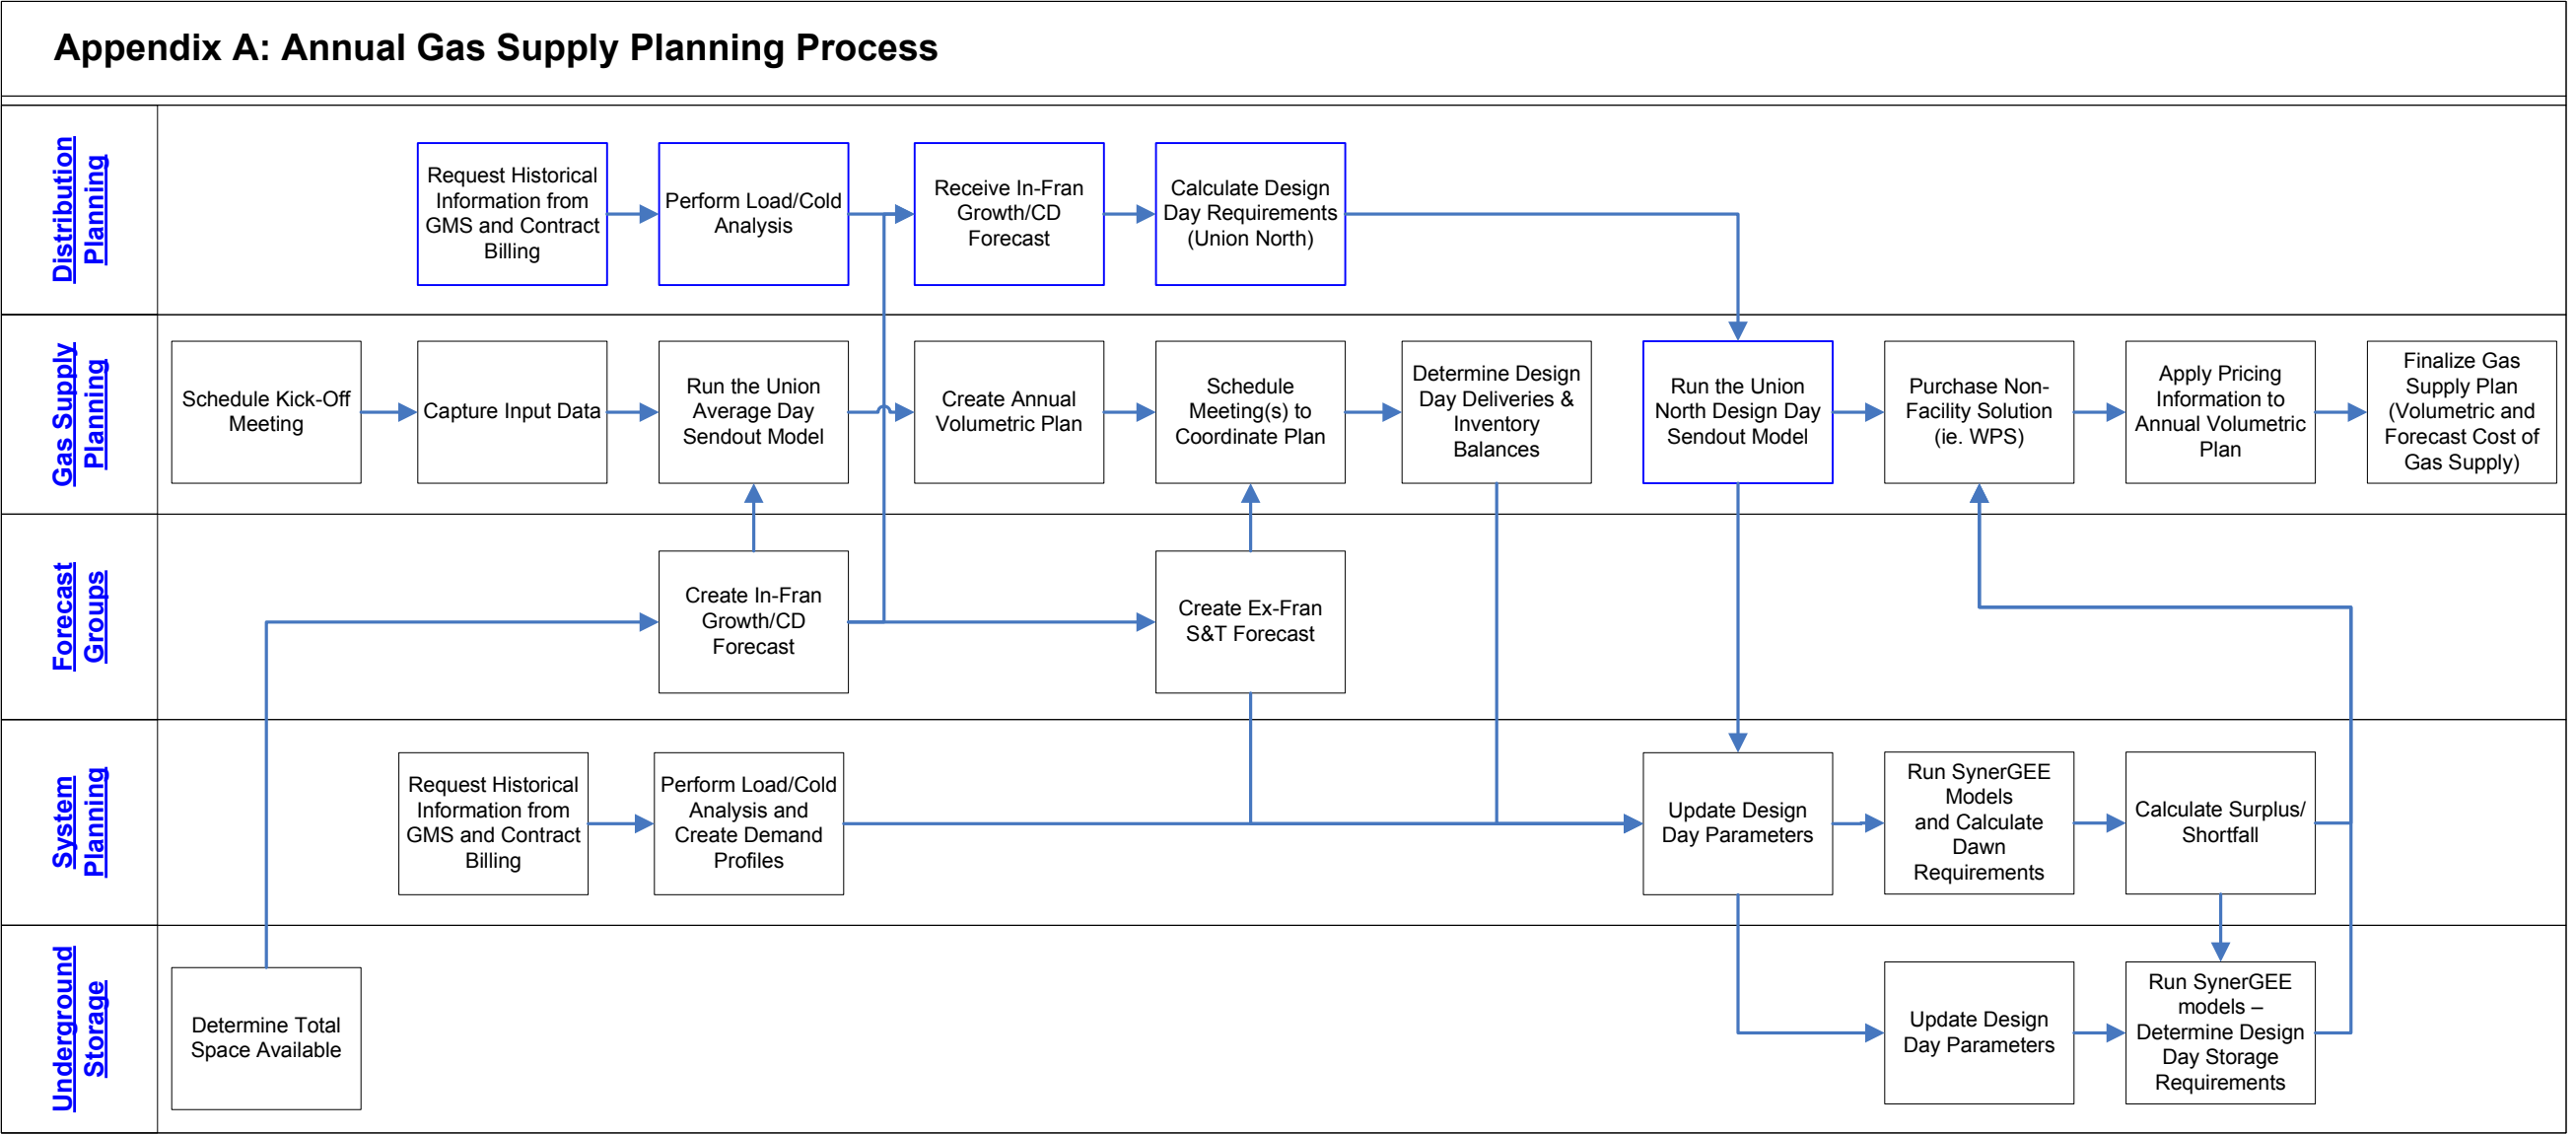 Appendix A: Annual Gas Supply Planning Process
Distribution
Planning
Request Historical
Information from
GMS and Contract
Billing
Perform Load/Cold
Analysis
Receive In-Fran
Growth/CD
Forecast
Calculate Design
Day Requirements
(Union North)
Gas Supply
Planning
Schedule Kick-Off
Meeting
Capture Input Data
Run the Union
Average Day
Sendout Model
Create Annual
Volumetric Plan
Schedule
Meeting(s) to
Coordinate Plan
Determine Design
Day Deliveries &
Inventory
Balances
Run the Union
North Design Day
Sendout Model
Purchase Non-
Facility Solution
(ie. WPS)
Apply Pricing
Information to
Annual Volumetric
Plan
Finalize Gas
Supply Plan
(Volumetric and
Forecast Cost of
Gas Supply)
Forecast
Groups
Create In-Fran
Growth/CD
Forecast
Create Ex-Fran
S&T Forecast
System
Planning
Request Historical
Information from
GMS and Contract
Billing
Perform Load/Cold
Analysis and
Create Demand
Profiles
Update Design
Day Parameters
Run SynerGEE
Models
and Calculate
Dawn
Requirements
Calculate Surplus/
Shortfall
Underground
Storage
Determine Total
Space Available
Update Design
Day Parameters
Run SynerGEE
models –
Determine Design
Day Storage
Requirements